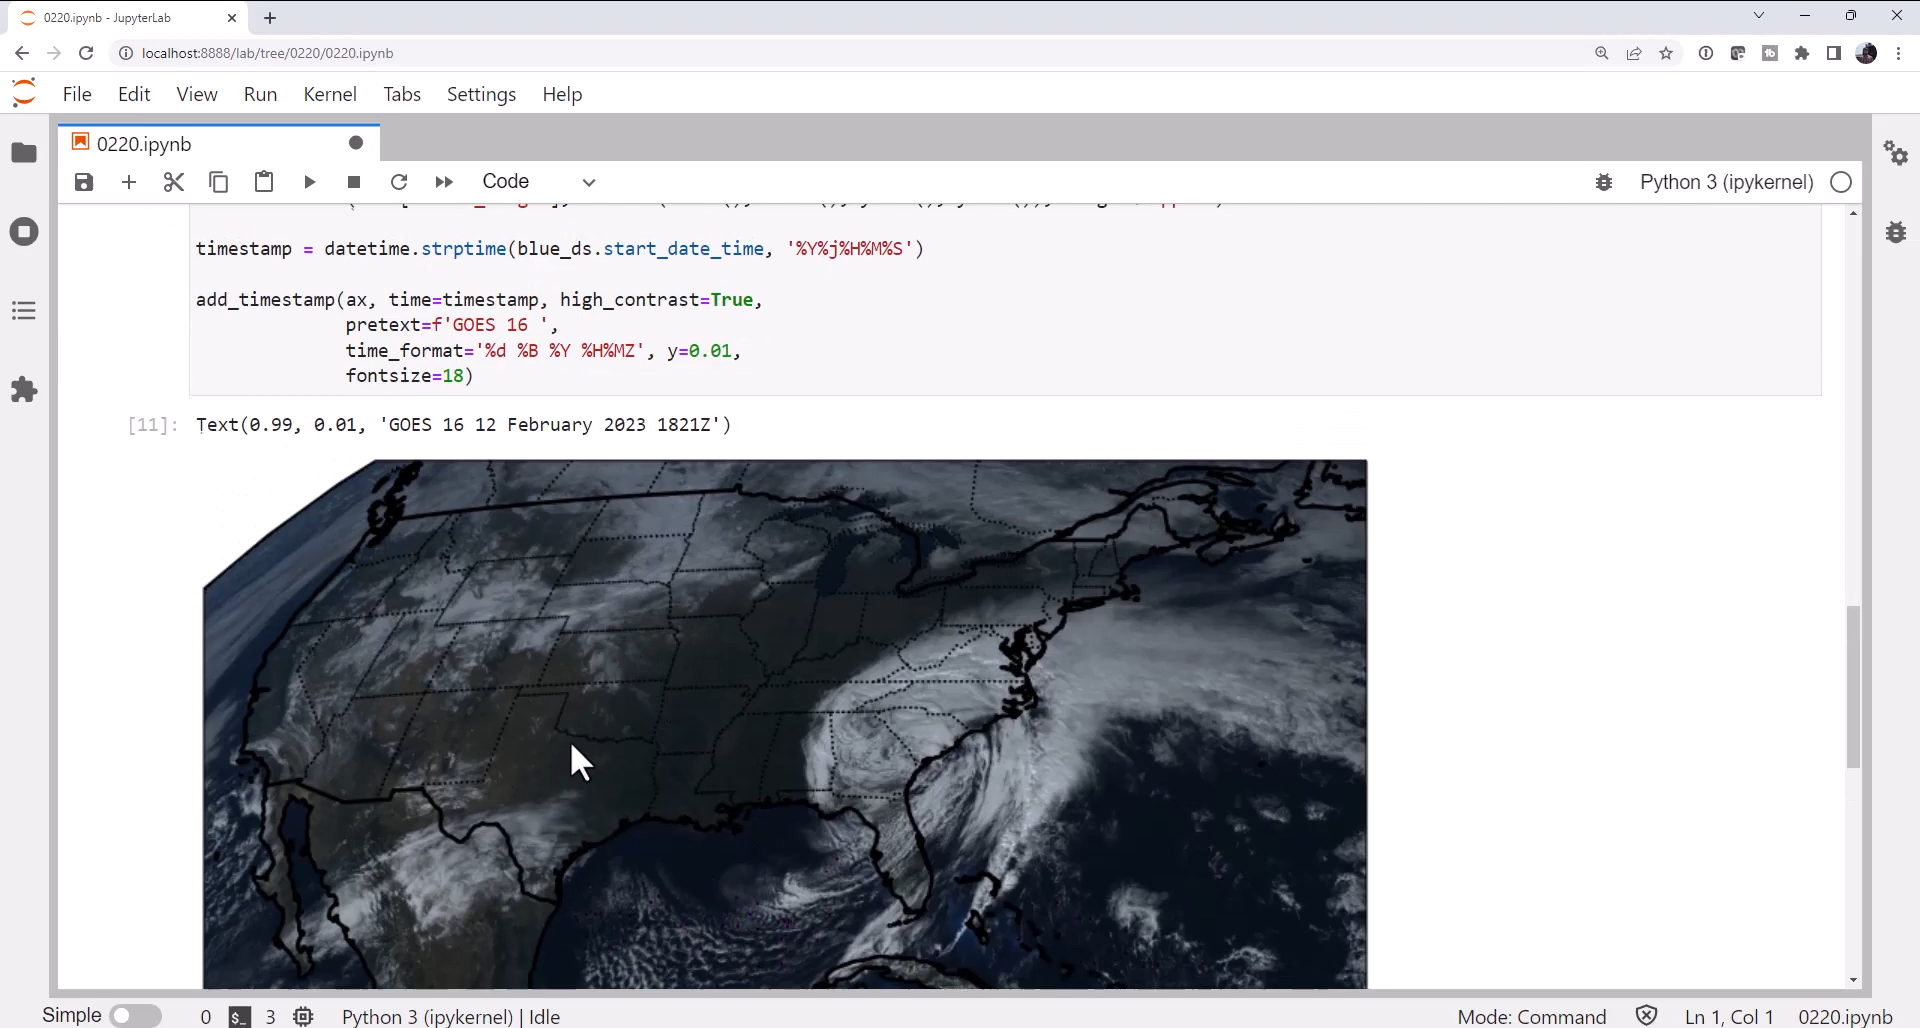 0220.ipynb - JupyterLab
localhost:8888/lab/tree/0220/0220.ipynb
File Edit View Run Kernel Tabs Settings Help
0220.ipynb
Code
Python 3 (ipykernel)
timestamp = datetime.strptime(blue_ds.start_date_time, '%Y%j%H%M%S')
add_timestamp(ax, time=timestamp, high_contrast=True,
pretext=f'GOES 16 ',
time_format='%d %B %Y %H%MZ', y=0.01,
fontsize=18)
[11]: Text(0.99, 0.01, 'GOES 16 12 February 2023 1821Z')
Simple 0 $_ 3 Python 3 (ipykernel) | Idle Mode: Command Ln 1, Col 1 0220.ipynb